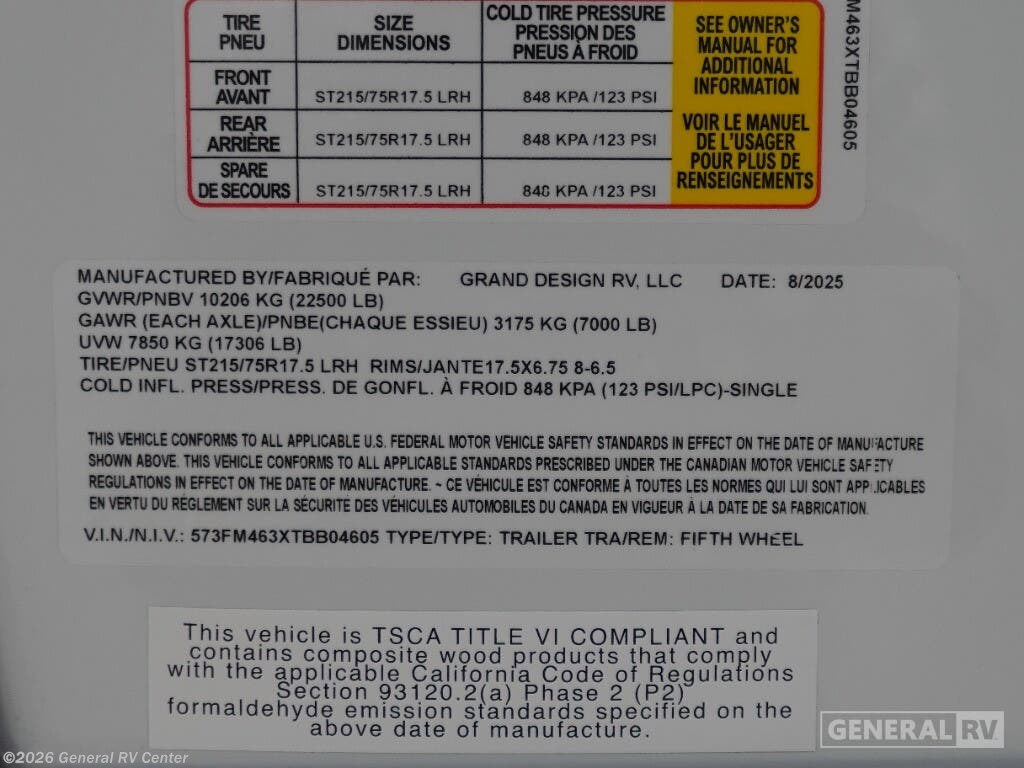 TIRE PNEU SIZE DIMENSIONS COLD TIRE PRESSURE PRESSION DES PNEUS À FROID
FRONT AVANT ST215/75R17.5 LRH 848 KPA /123 PSI
REAR ARRIÈRE ST215/75R17.5 LRH 848 KPA /123 PSI
SPARE DE SECOURS ST215/75R17.5 LRH 848 KPA /123 PSI
SEE OWNER'S
MANUAL FOR
ADDITIONAL
INFORMATION
VOIR LE MANUEL
DE L'USAGER
POUR PLUS DE
RENSEIGNEMENTS
M463XTBB04605
MANUFACTURED BY/FABRIQUÉ PAR: GRAND DESIGN RV, LLC DATE: 8/2025
GVWR/PNBV 10206 KG (22500 LB)
GAWR (EACH AXLE)/PNBE(CHAQUE ESSIEU) 3175 KG (7000 LB)
UVW 7850 KG (17306 LB)
TIRE/PNEU ST215/75R17.5 LRH RIMS/JANTE17.5X6.75 8-6.5
COLD INFL. PRESS/PRESS. DE GONFL. À FROID 848 KPA (123 PSI/LPC)-SINGLE
THIS VEHICLE CONFORMS TO ALL APPLICABLE U.S. FEDERAL MOTOR VEHICLE SAFETY STANDARDS IN EFFECT ON THE DATE OF MANUFACTURE
SHOWN ABOVE. THIS VEHICLE CONFORMS TO ALL APPLICABLE STANDARDS PRESCRIBED UNDER THE CANADIAN MOTOR VEHICLE SAFETY
REGULATIONS IN EFFECT ON THE DATE OF MANUFACTURE. ~ CE VÉHICULE EST CONFORME À TOUTES LES NORMES QUI LUI SONT APPLICABLES
EN VERTU DU RÉGLEMENT SUR LA SÉCURITÉ DES VÉHICULES AUTOMOBILES DU CANADA EN VIGUEUR À LA DATE DE SA FABRICATION.
V.I.N./N.I.V.: 573FM463XTBB04605 TYPE/TYPE: TRAILER TRA/REM: FIFTH WHEEL
This vehicle is TSCA TITLE VI COMPLIANT and
contains composite wood products that comply
with the applicable California Code of Regulations
Section 93120.2(a) Phase 2 (P2)
formaldehyde emission standards specified on the
above date of manufacture.
GENERAL RV
©2026 General RV Center